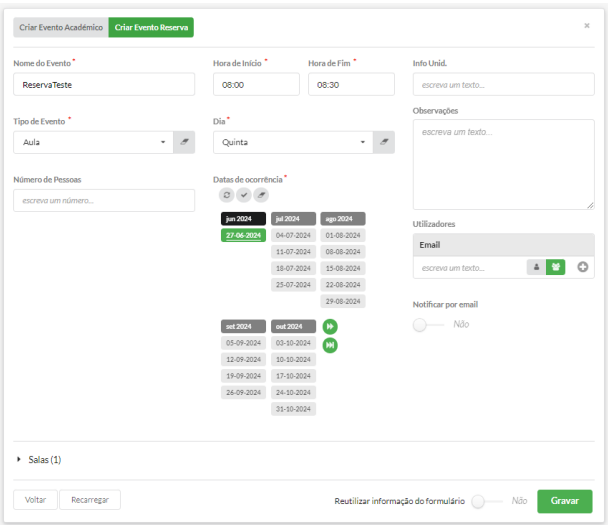 Criar Evento Académico Criar Evento Reserva ×
Nome do Evento *
ReservaTeste
Hora de Início * Hora de Fim *
08:00 08:30
Info Unid.
escreva um texto...
Tipo de Evento *
Aula
Dia *
Quinta
Observações
escreva um texto...
Número de Pessoas
escreva um número...
Datas de ocorrência *
jun 2024 jul 2024 ago 2024
27-06-2024 04-07-2024 01-08-2024
11-07-2024 08-08-2024
18-07-2024 15-08-2024
25-07-2024 22-08-2024
29-08-2024
set 2024 out 2024
05-09-2024 03-10-2024
12-09-2024 10-10-2024
19-09-2024 17-10-2024
26-09-2024 24-10-2024
31-10-2024
Utilizadores
Email
escreva um texto...
Notificar por email
Não
Salas (1)
Voltar Recarregar Reutilizar informação do formulário Não Gravar